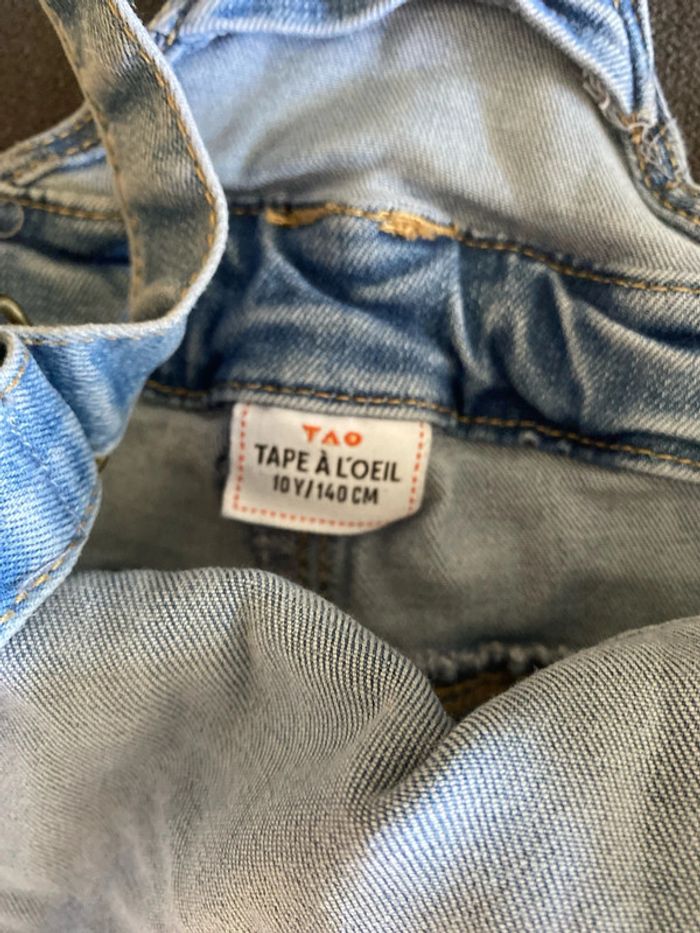 TAO
TAPE À L'OEIL
10 Y/140 CM